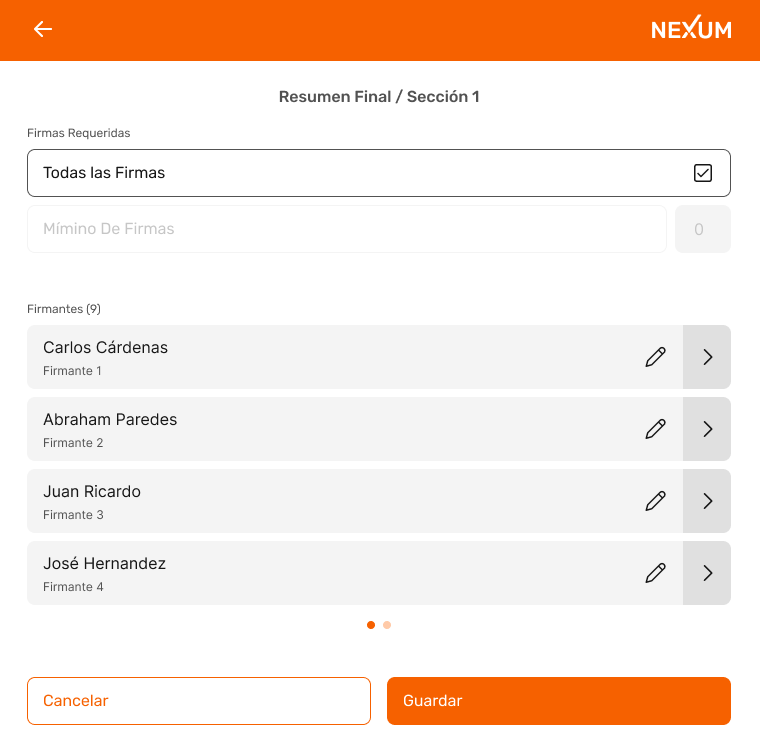 NEXUM
Resumen Final / Sección 1
Firmas Requeridas
Todas las Firmas
Mímino De Firmas
0
Firmantes (9)
Carlos Cárdenas
Firmante 1
Abraham Paredes
Firmante 2
Juan Ricardo
Firmante 3
José Hernandez
Firmante 4
Cancelar
Guardar